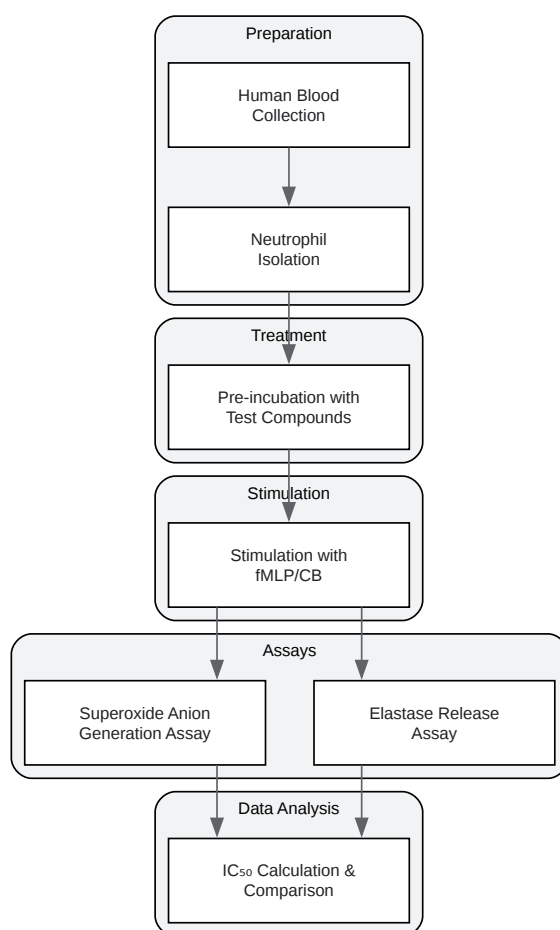 Preparation
Human Blood
Collection
Neutrophil
Isolation
Treatment
Pre-incubation with
Test Compounds
Stimulation
Stimulation with
fMLP/CB
Assays
Superoxide Anion
Generation Assay
Elastase Release
Assay
Data Analysis
IC₅₀ Calculation &
Comparison